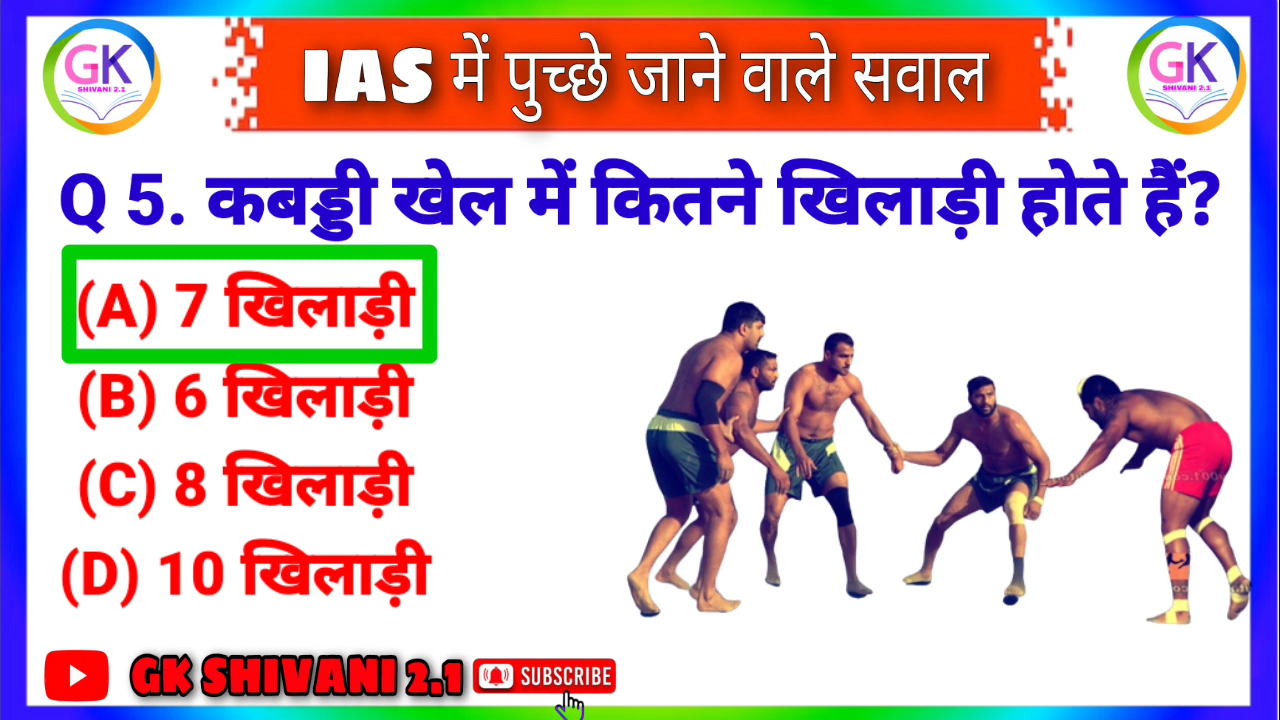 GK
SHIVANI 2.1
IAS में पुच्छे जाने वाले सवाल
GK
SHIVANI 2.1
Q 5. कबड्डी खेल में कितने खिलाड़ी होते हैं?
(A) 7 खिलाड़ी
(B) 6 खिलाड़ी
(C) 8 खिलाड़ी
(D) 10 खिलाड़ी
GK SHIVANI 2.1 SUBSCRIBE